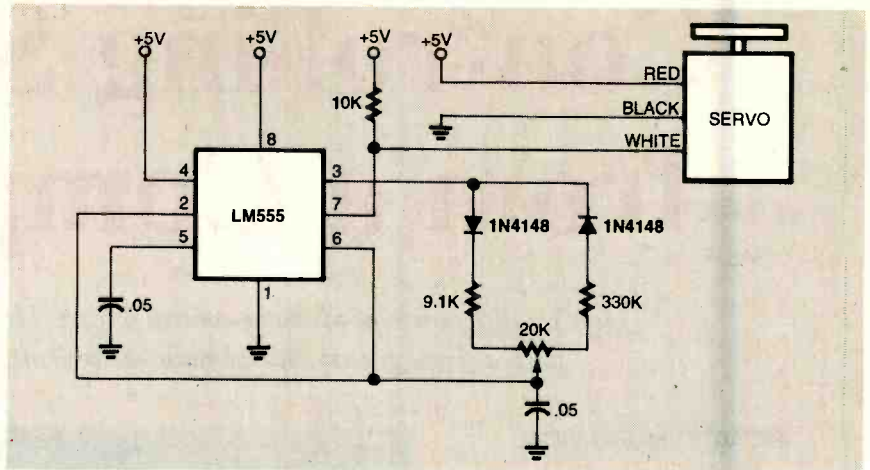 +5V +5V +5V +5V
RED
10K
BLACK
SERVO
WHITE
8
4 3
2 LM555 7
5 6
1N4148 1N4148
1
.05
9.1K 330K
20K
.05